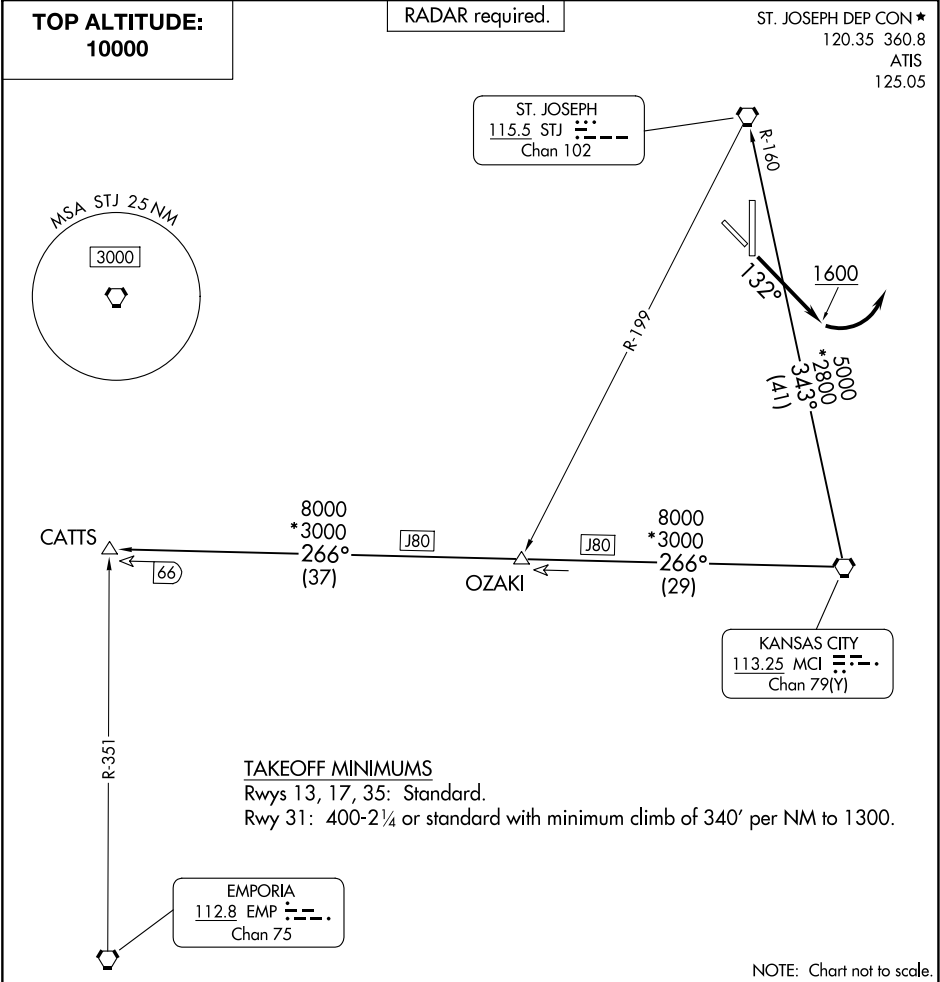 TOP ALTITUDE:
10000
RADAR required.
ST. JOSEPH DEP CON ★
120.35 360.8
ATIS
125.05
ST. JOSEPH
115.5 STJ
Chan 102
R-160
MSA STJ 25 NM
3000
132°
1600
R-199
5000
*2800
343°
(41)
CATTS
66
8000
*3000
266°
(37)
J80
OZAKI
J80
8000
*3000
266°
(29)
KANSAS CITY
113.25 MCI
Chan 79(Y)
R-351
TAKEOFF MINIMUMS
Rwys 13, 17, 35: Standard.
Rwy 31: 400-2¼ or standard with minimum climb of 340' per NM to 1300.
EMPORIA
112.8 EMP
Chan 75
NOTE: Chart not to scale.